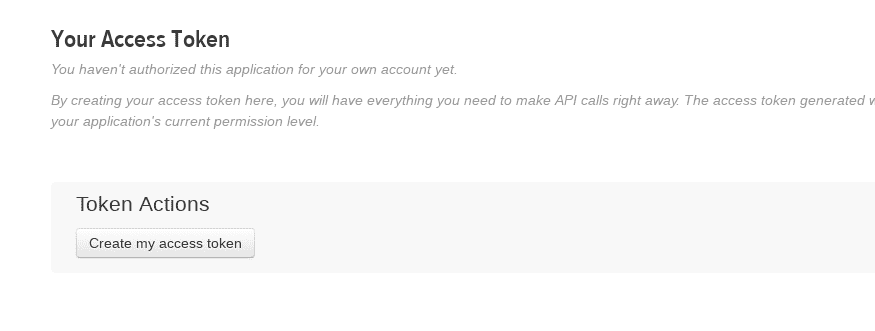 Your Access Token
You haven't authorized this application for your own account yet.
By creating your access token here, you will have everything you need to make API calls right away. The access token generated
your application's current permission level.
Token Actions
Create my access token